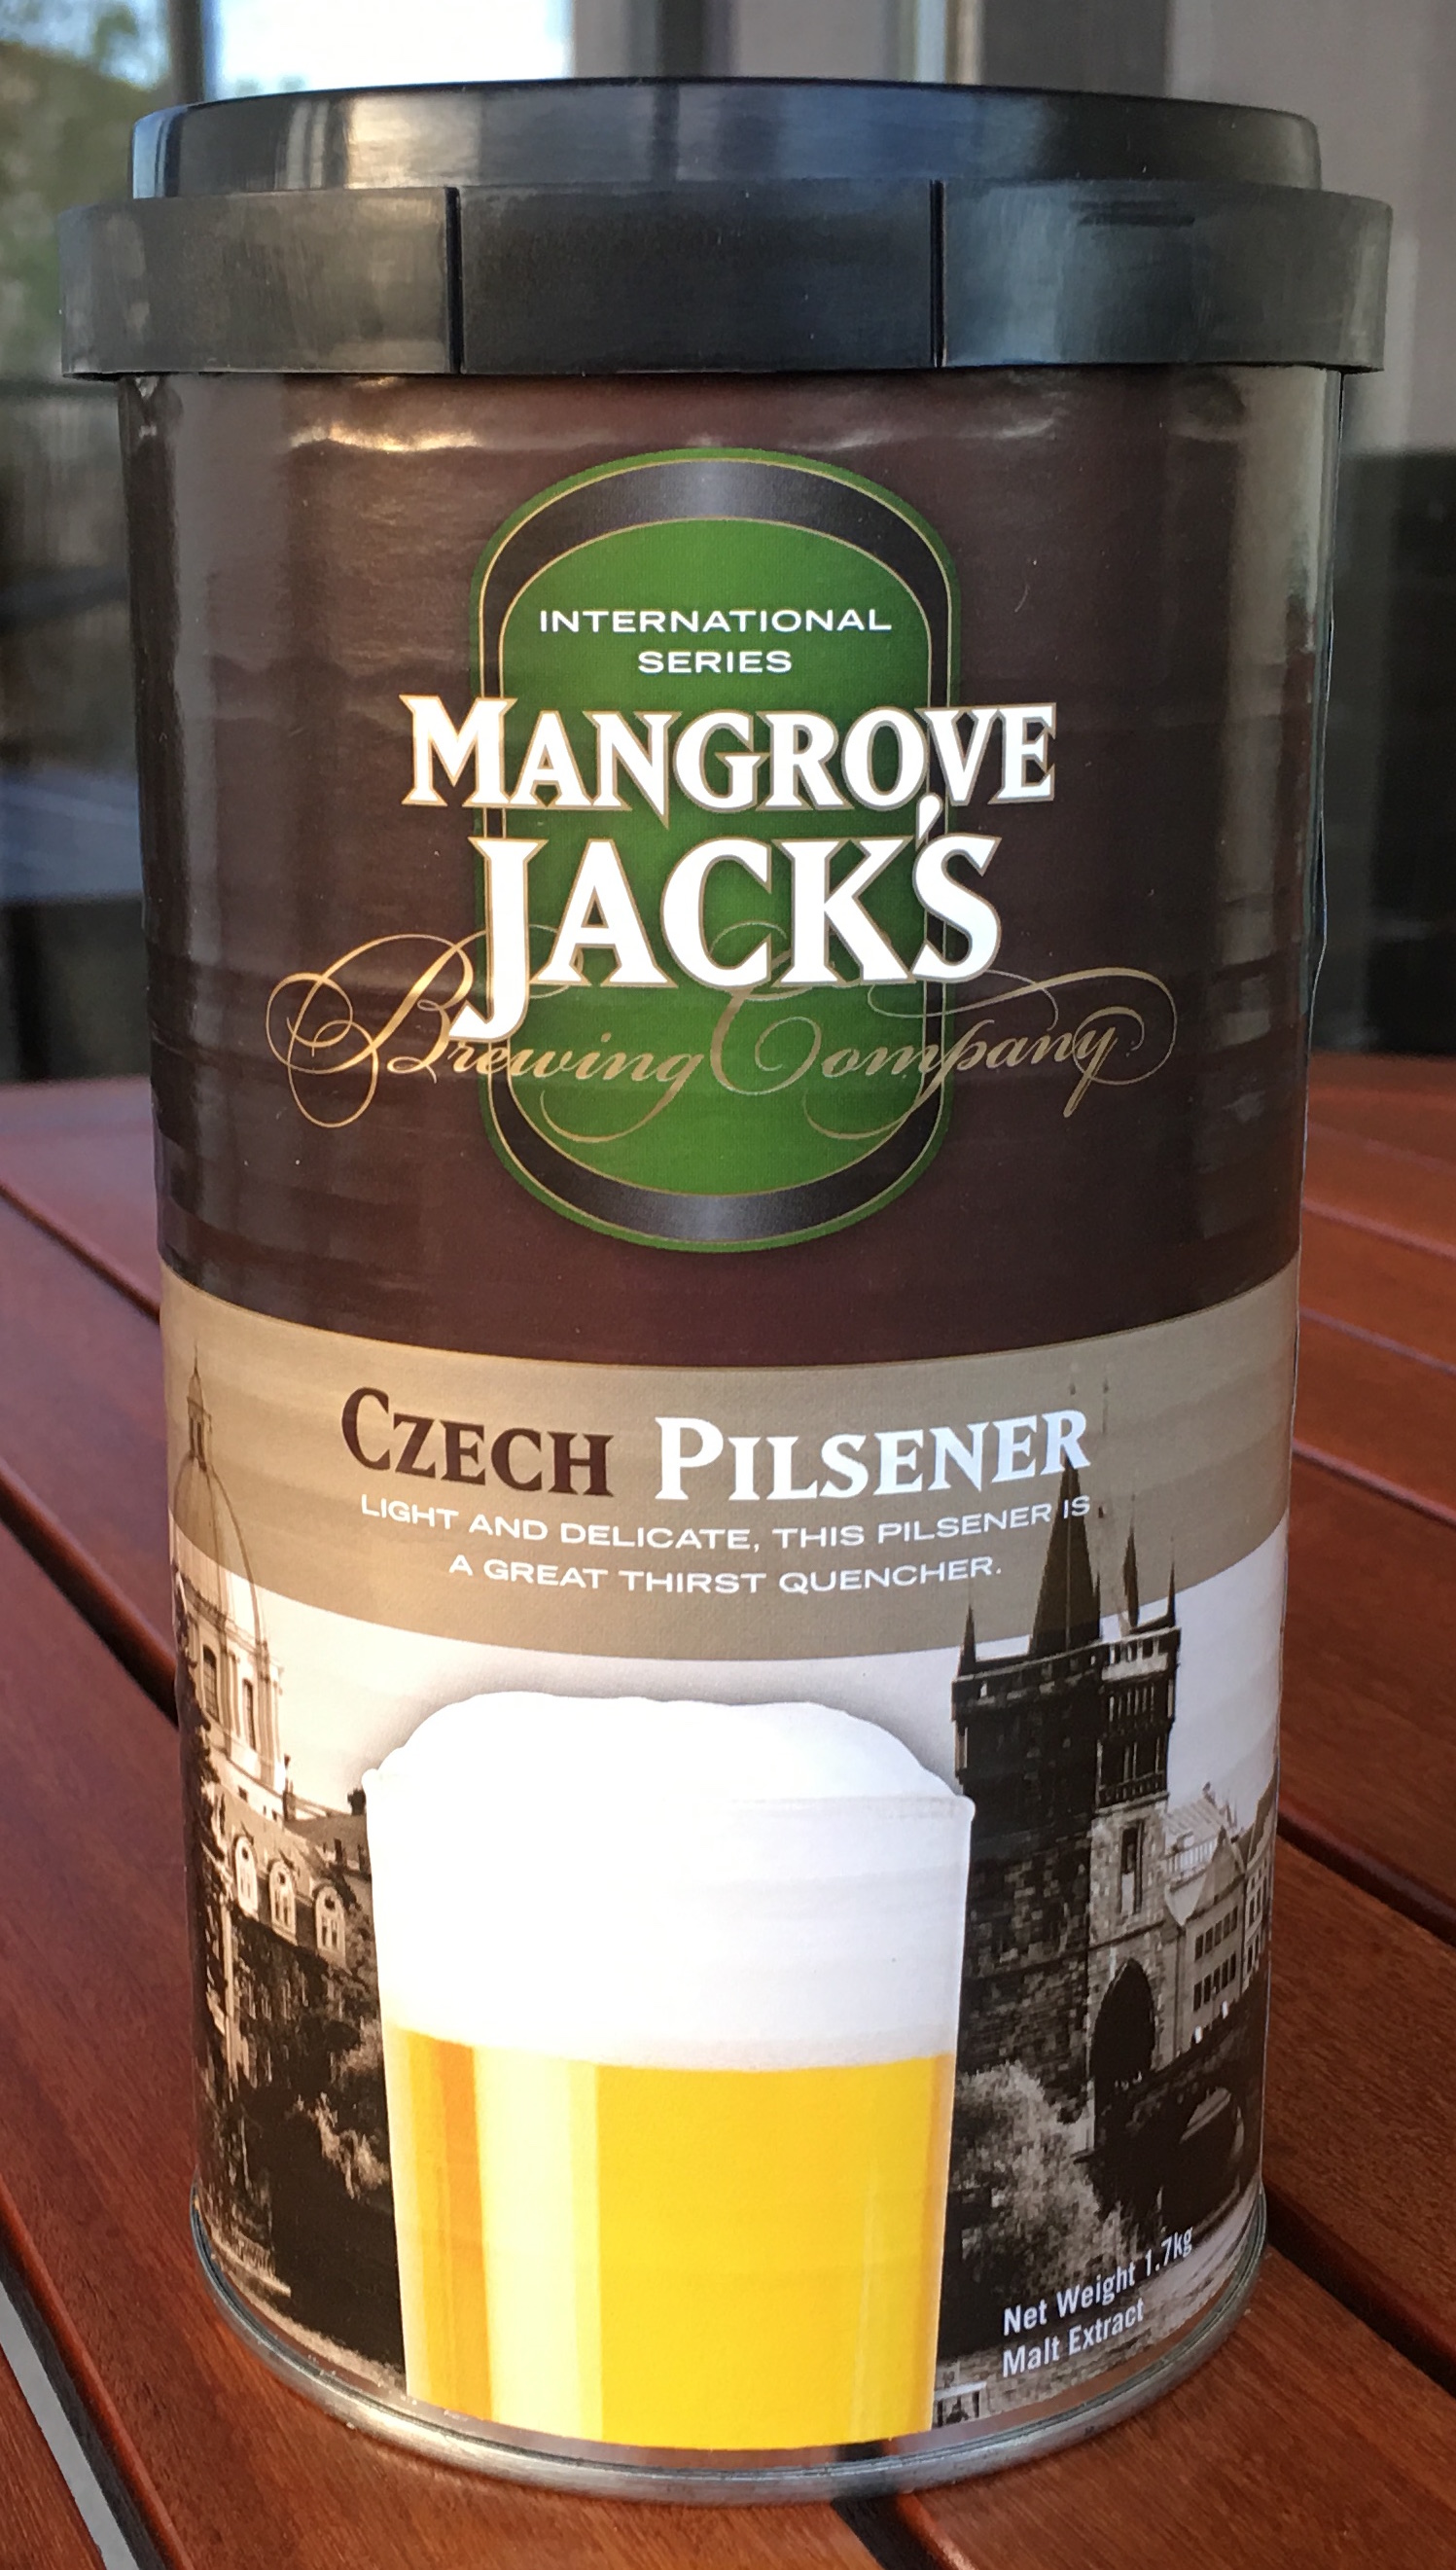 INTERNATIONAL
SERIES
MANGROVE
JACK'S
Brewing Company
CZECH PILSENER
LIGHT AND DELICATE, THIS PILSENER IS
A GREAT THIRST QUENCHER.
Net Weight 1.7kg
Malt Extract